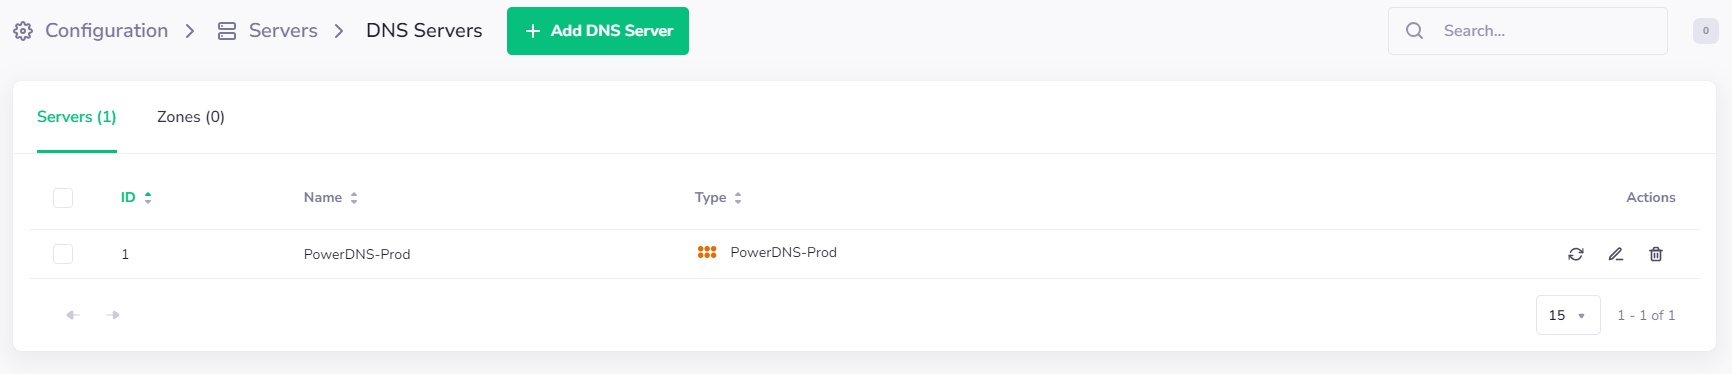 Configuration > Servers > DNS Servers + Add DNS Server Search... 0
Servers (1) Zones (0)
ID Name Type Actions
1 PowerDNS-Prod PowerDNS-Prod
15 1 - 1 of 1